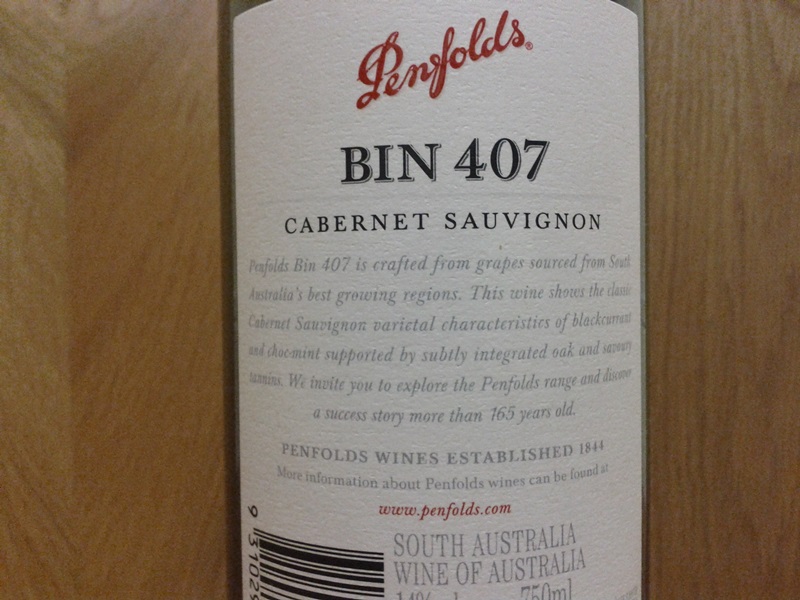 Penfolds®
BIN 407
CABERNET SAUVIGNON
Penfolds Bin 407 is crafted from grapes sourced from South
Australia's best growing regions. This wine shows the classic
Cabernet Sauvignon varietal characteristics of blackcurrant
and choc-mint supported by subtly integrated oak and savoury
tannins. We invite you to explore the Penfolds range and discover
a success story more than 165 years old.
PENFOLDS WINES ESTABLISHED 1844
More information about Penfolds wines can be found at
www.penfolds.com
9 31029
SOUTH AUSTRALIA
WINE OF AUSTRALIA
14% 750ml